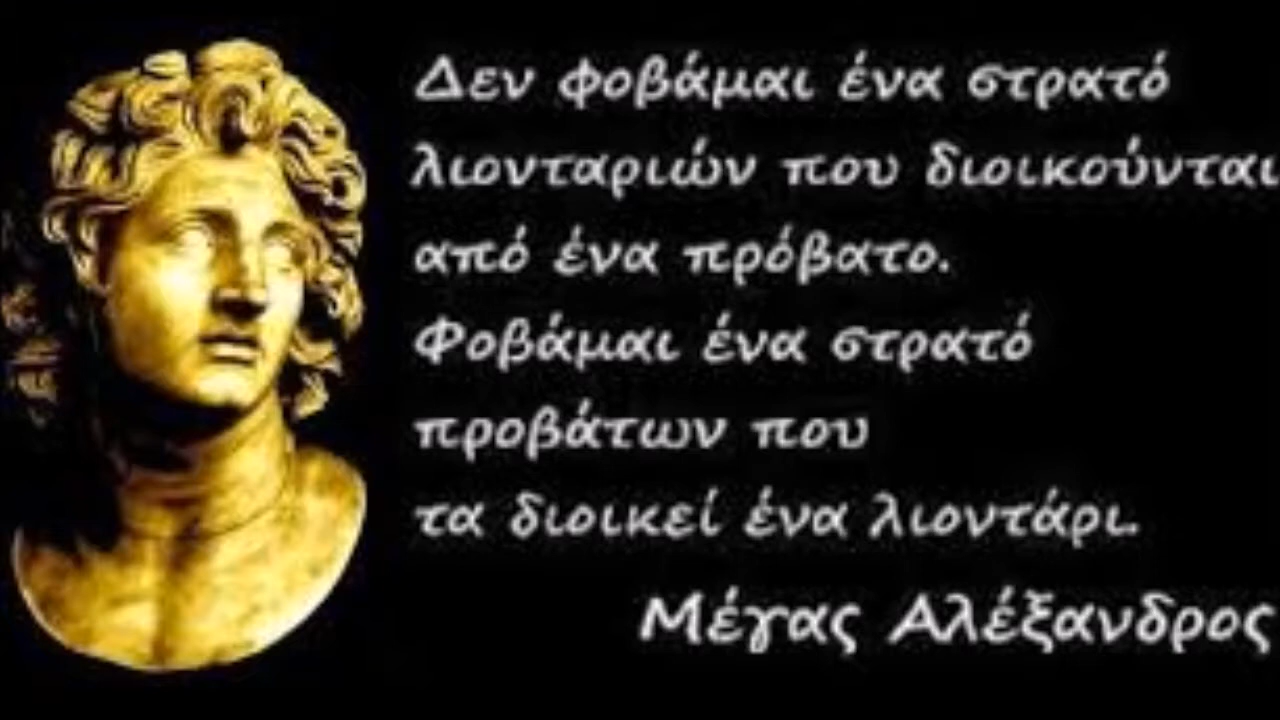 Δεν φοβάμαι ένα στρατό
λιονταριών που διοικούνται
από ένα πρόβατο.
Φοβάμαι ένα στρατό
προβάτων που
τα διοικεί ένα λιοντάρι.
Μέγας Αλέξανδρος